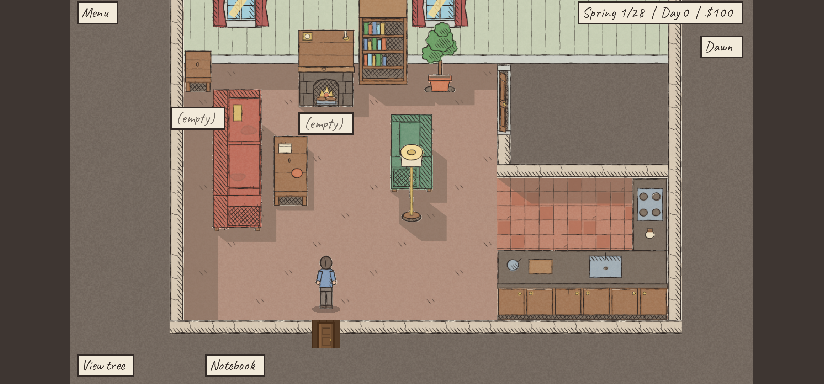 Menu
Spring 1/28 | Day 0 | $100
Dawn
(empty)
(empty)
View tree
Notebook